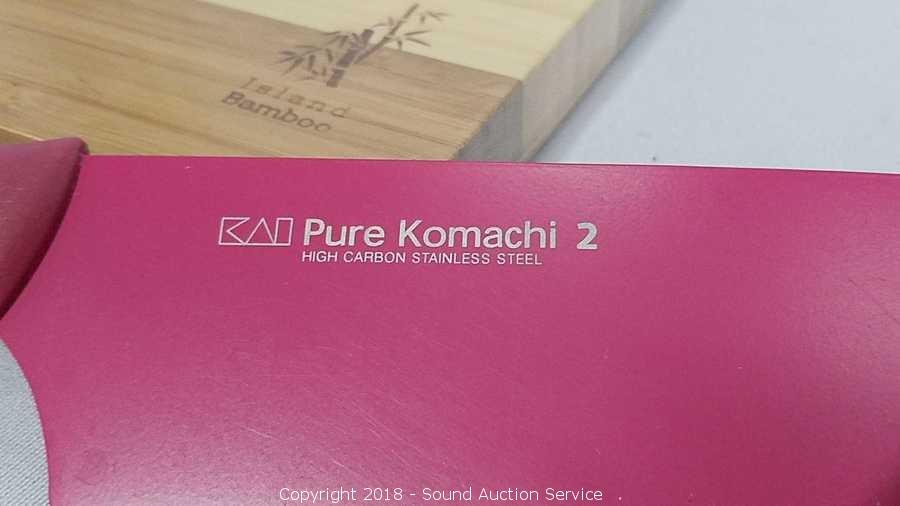 Island
Bamboo
KAI Pure Komachi 2
HIGH CARBON STAINLESS STEEL
Copyright 2018 - Sound Auction Service